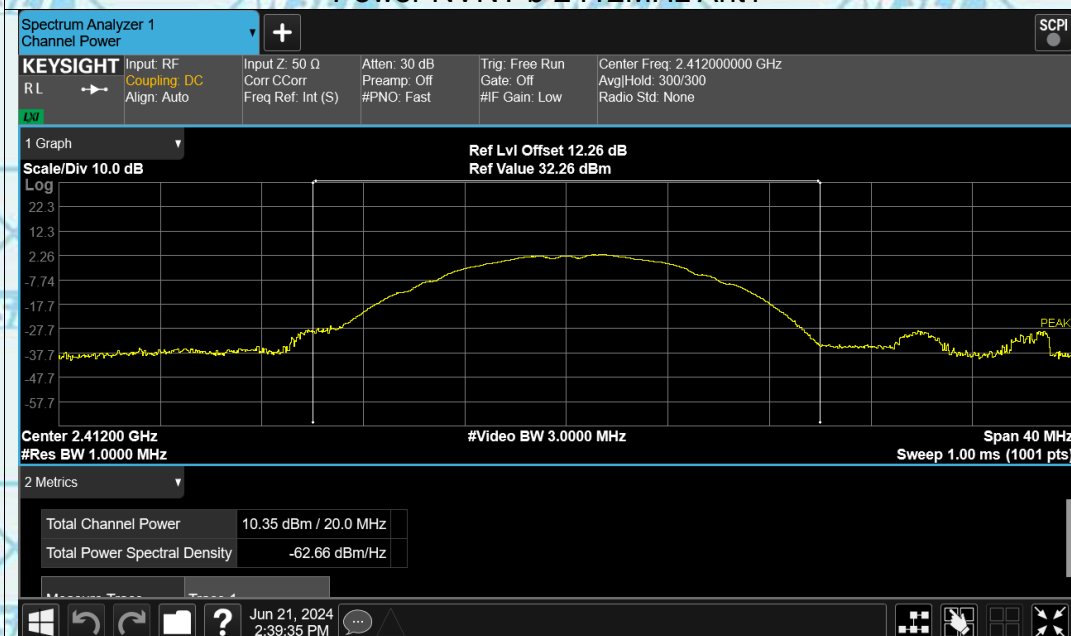 Spectrum Analyzer 1
Channel Power
+
SCPI
KEYSIGHT
RL
LXI
Input: RF
Coupling: DC
Align: Auto
Input Z: 50 Ω
Corr CCorr
Freq Ref: Int (S)
Atten: 30 dB
Preamp: Off
#PNO: Fast
Trig: Free Run
Gate: Off
#IF Gain: Low
Center Freq: 2.412000000 GHz
Avg|Hold: 300/300
Radio Std: None
1 Graph
Scale/Div 10.0 dB
Ref Lvl Offset 12.26 dB
Ref Value 32.26 dBm
Log
22.3
12.3
2.26
-7.74
-17.7
-27.7
-37.7
-47.7
-57.7
PEAK
Center 2.41200 GHz
#Video BW 3.0000 MHz
Span 40 MHz
#Res BW 1.0000 MHz
Sweep 1.00 ms (1001 pts)
2 Metrics
Total Channel Power 10.35 dBm / 20.0 MHz
Total Power Spectral Density -62.66 dBm/Hz
Measure Trace Trace 1
?
Jun 21, 2024
2:39:35 PM